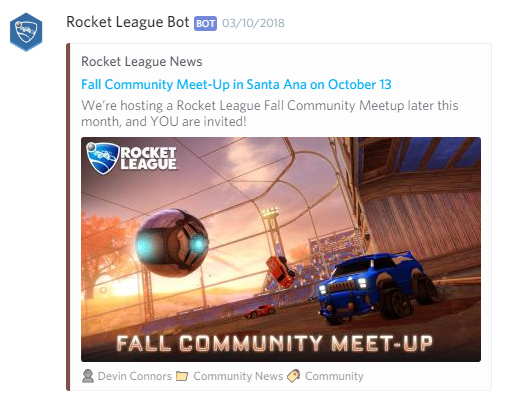 Rocket League Bot BOT 03/10/2018
Rocket League News
Fall Community Meet-Up in Santa Ana on October 13
We're hosting a Rocket League Fall Community Meetup later this
month, and YOU are invited!
ROCKET
LEAGUE
FALL COMMUNITY MEET-UP
Devin Connors Community News Community